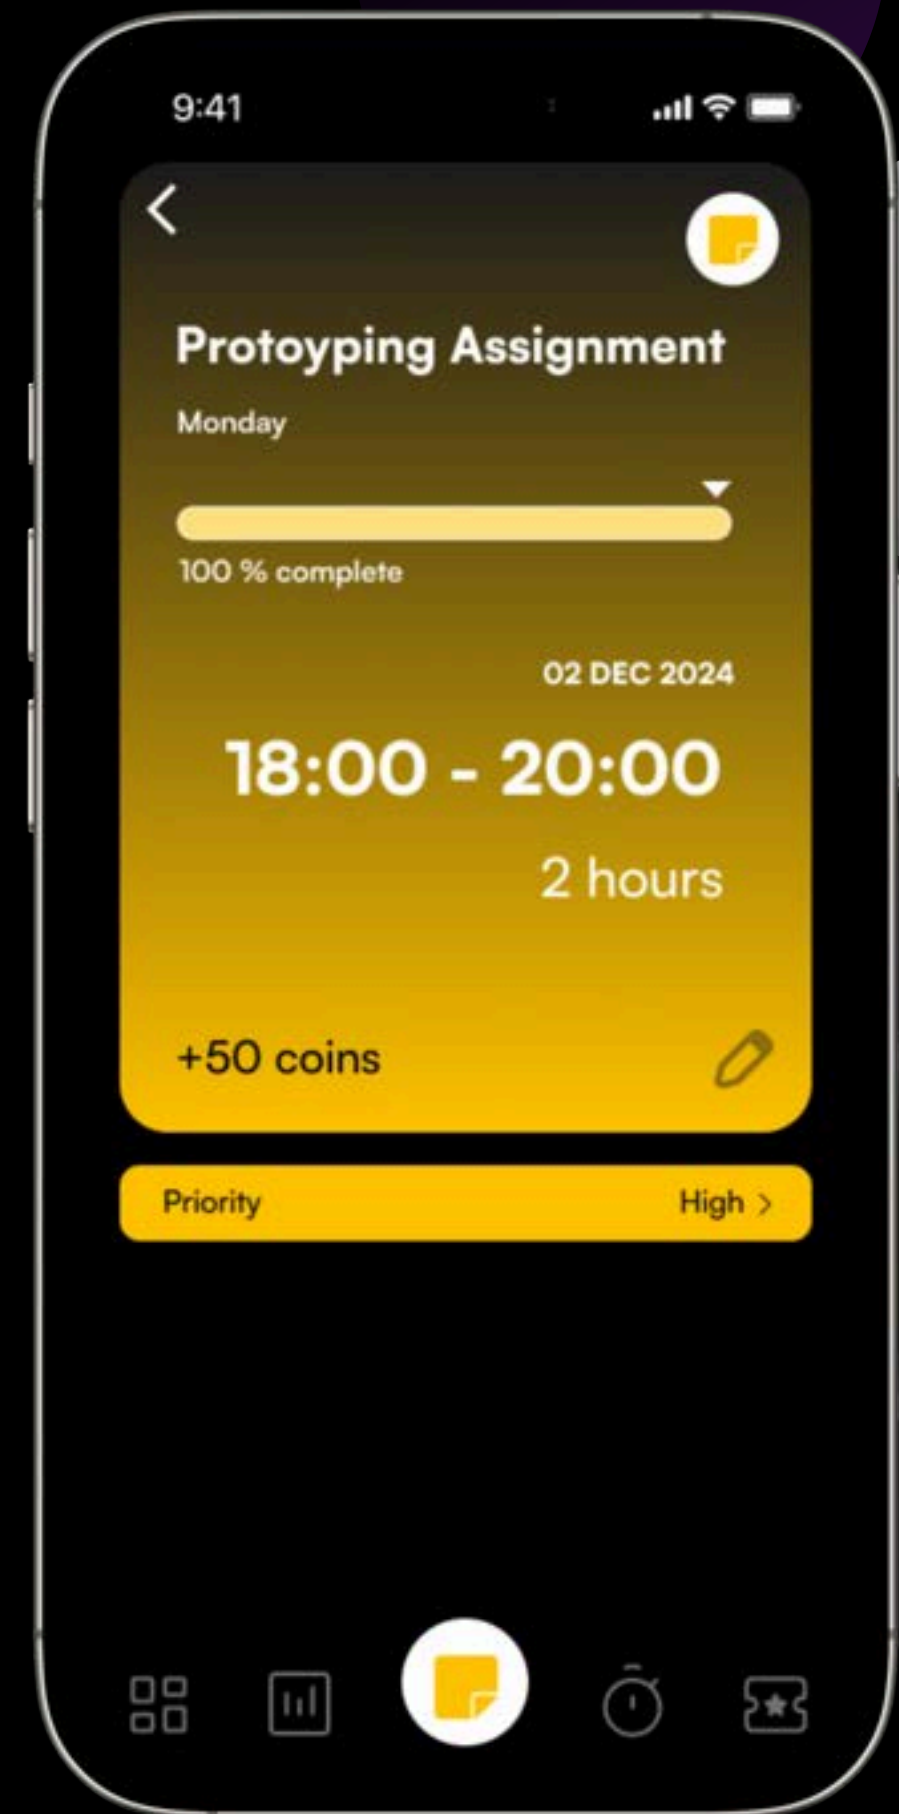 9:41
Protoyping Assignment
Monday
100 % complete
02 DEC 2024
18:00 - 20:00
2 hours
+50 coins
Priority High >